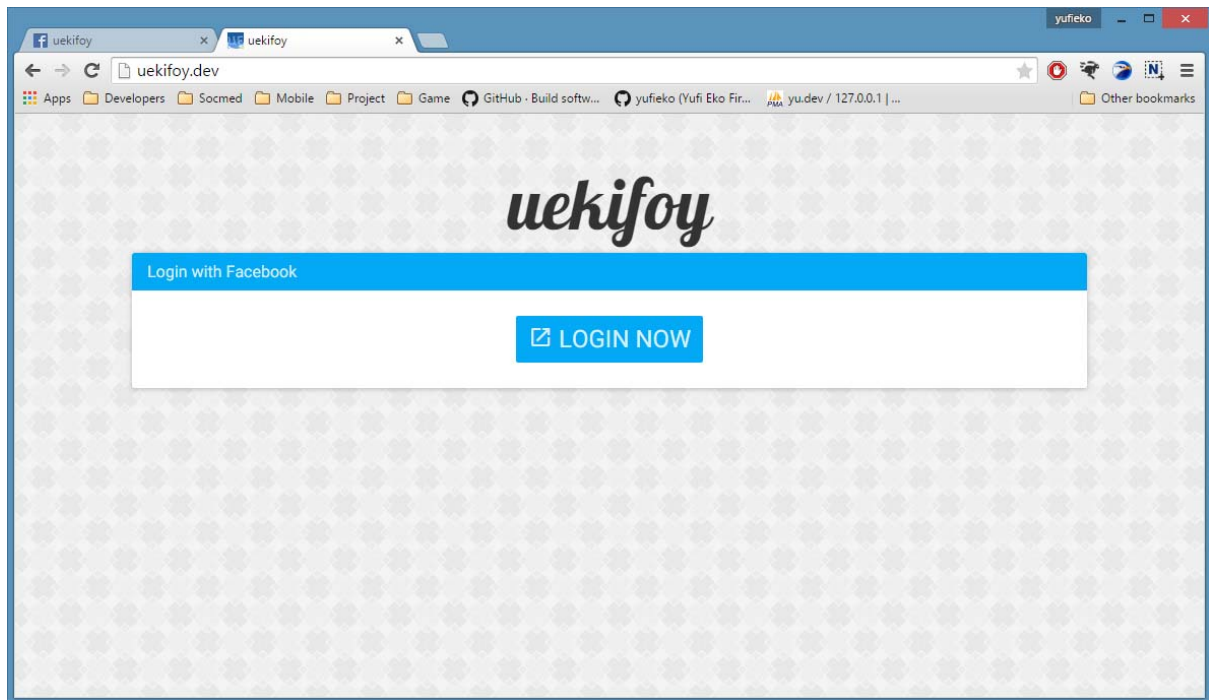 yufieko
uekifoy uekifoy
uekifoy.dev
Apps Developers Socmed Mobile Project Game GitHub · Build softw... yufieko (Yufi Eko Fir... yu.dev / 127.0.0.1 | ... Other bookmarks
uekifoy
Login with Facebook
LOGIN NOW